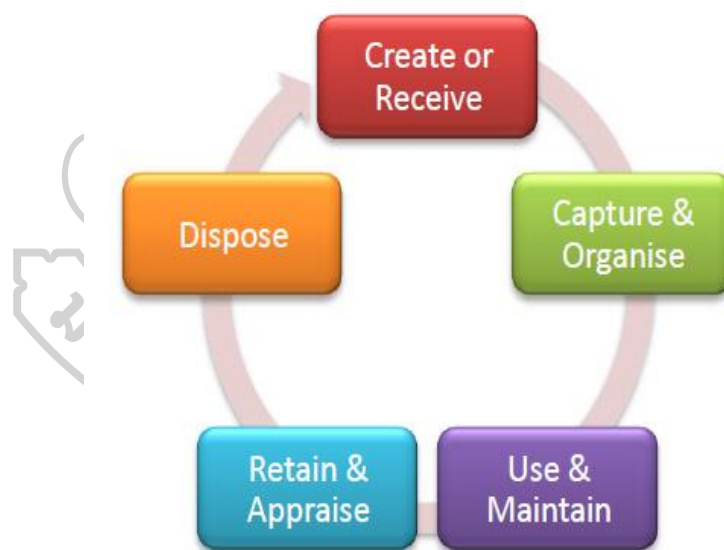 Create or
Receive
Capture &
Organise
Use &
Maintain
Retain &
Appraise
Dispose